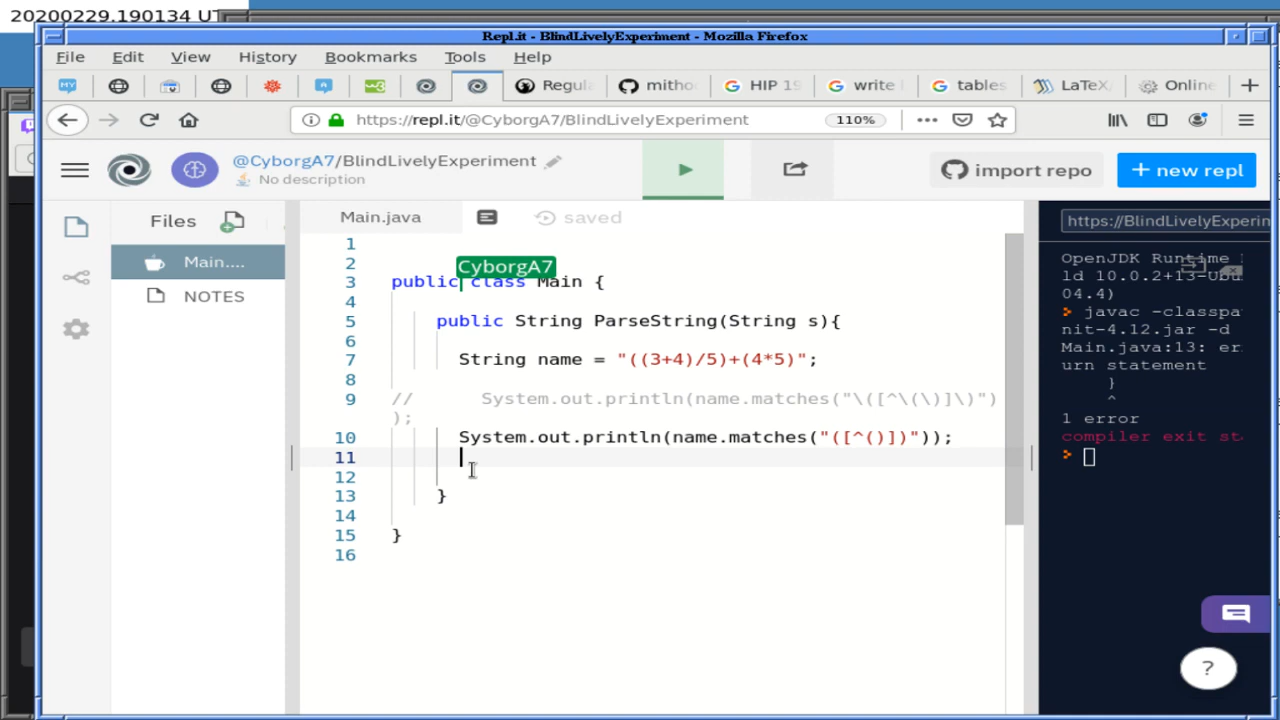 20200229.190134 UT
Repl.it - BlindLivelyExperiment - Mozilla Firefox
File Edit View History Bookmarks Tools Help
Regula mitho HIP 19 write tables LaTeX Online
https://repl.it/@CyborgA7/BlindLivelyExperiment 110%
@CyborgA7/BlindLivelyExperiment
No description
import repo
+ new repl
Files
Main....
NOTES
Main.java
saved
1
2
CyborgA7
3 public class Main {
4
5 public String ParseString(String s){
6
7 String name = "((3+4)/5)+(4*5)";
8
9 // System.out.println(name.matches("\([^\(\)]\)")
);
10 System.out.println(name.matches("([^()])"));
11
12
13 }
14
15 }
16
https://BlindLivelyExperin
OpenJDK Runtime
ld 10.0.2+13-Ubu
04.4)
> javac -classpa
nit-4.12.jar -d
Main.java:13: er
urn statement
}
^
1 error
compiler exit st
>
?